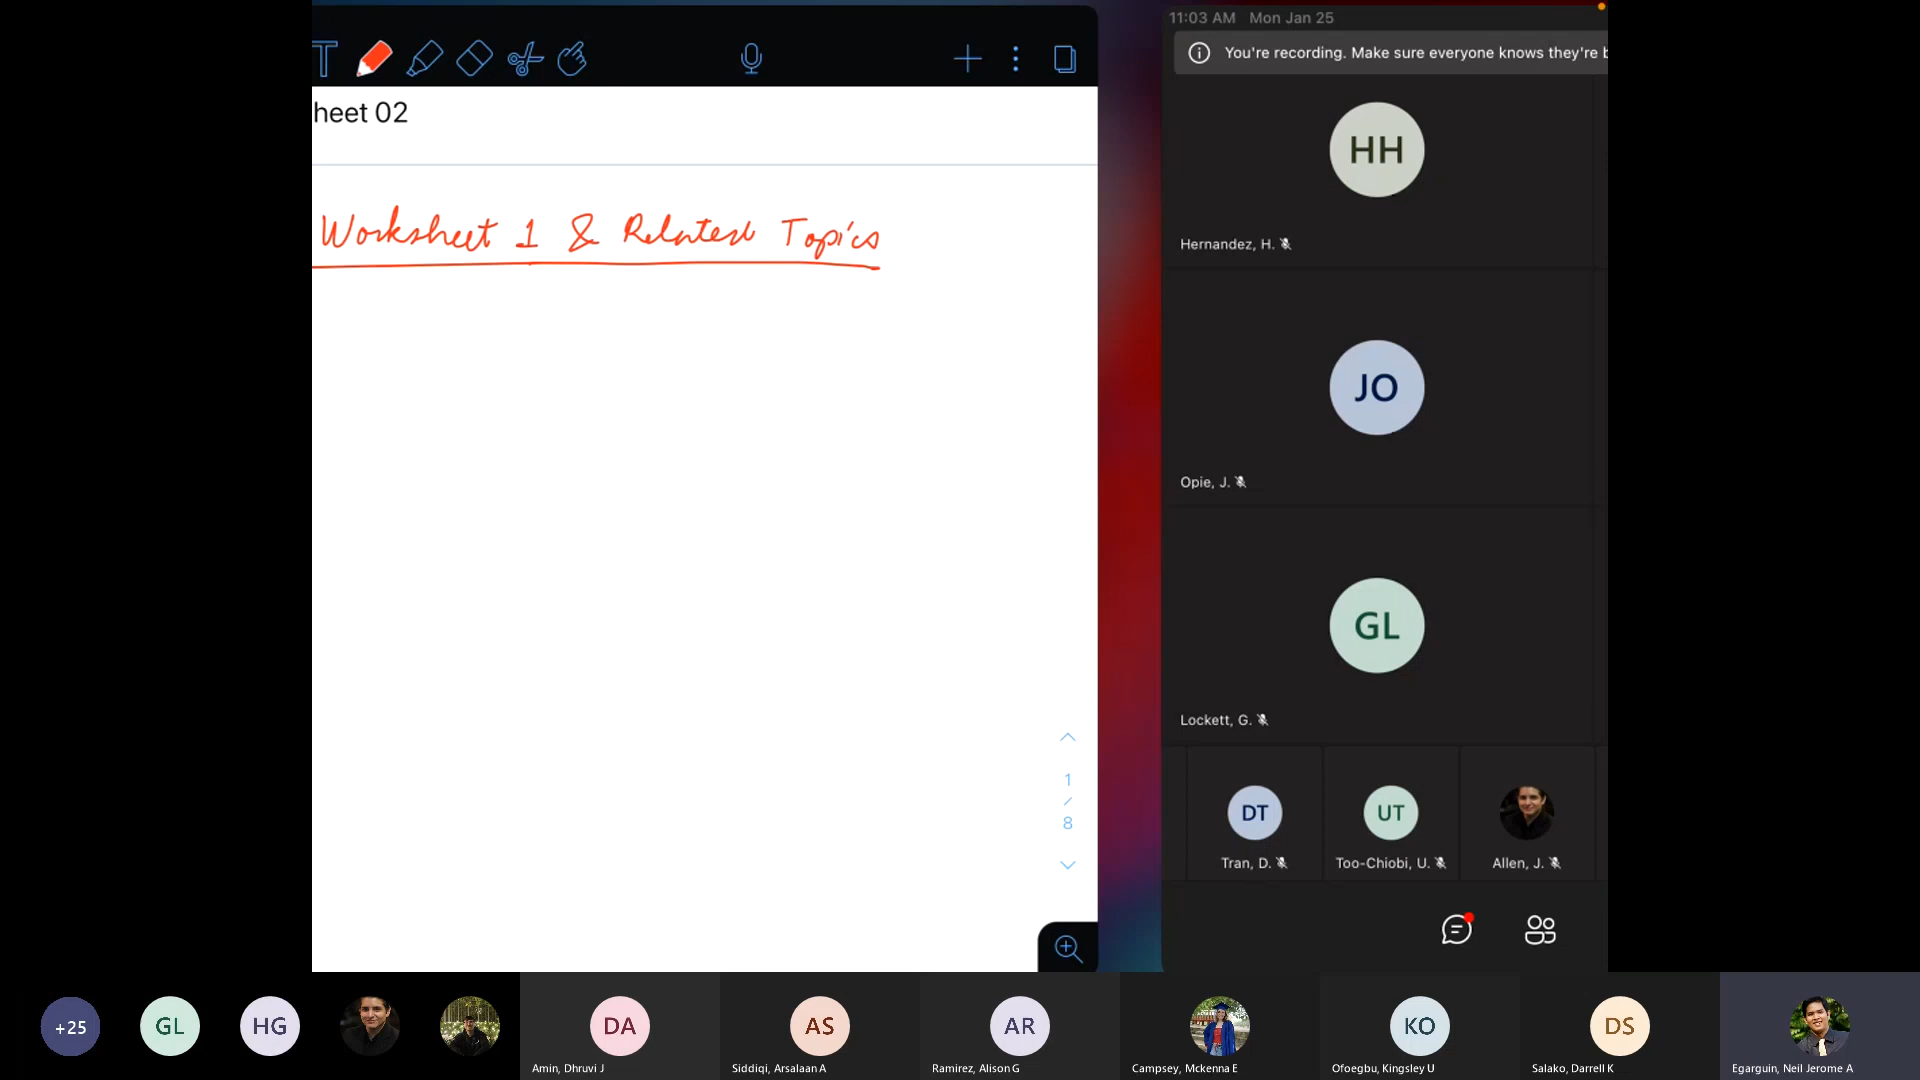 11:03 AM Mon Jan 25
You're recording. Make sure everyone knows they're b
T
heet 02
Worksheet 1 & Related Topics
HH
Hernandez, H.
JO
Opie, J.
GL
Lockett, G.
1
/
8
DT
UT
Tran, D.
Too-Chiobi, U.
Allen, J.
+25
GL
HG
DA
AS
AR
KO
DS
Amin, Dhruvi J
Siddiqi, Arsalaan A
Ramirez, Alison G
Campsey, Mckenna E
Ofoegbu, Kingsley U
Salako, Darrell K
Egarguin, Neil Jerome A